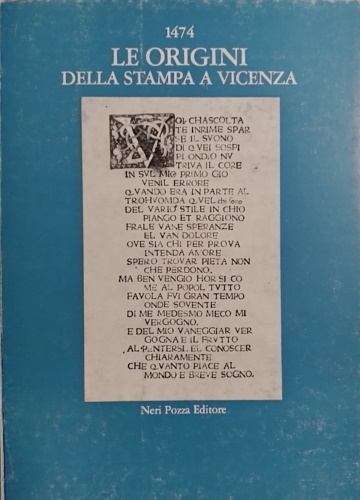 1474
LE ORIGINI
DELLA STAMPA A VICENZA
VOI CHASCOLTA
TE INRIME SPAR
SE IL SVONO
DI QVEI SOSPI
RI ONDIO NV
TRIVA IL CORE
IN SVL MIO PRIMO GIO
VENIL ERRORE
QVANDO ERA IN PARTE AL
TRO HVOM DA QVEL
DEL VARIO STILE IN CHIO
PIANGO ET RAGGIONO
FRALE VANE SPERANZE
EL VAN DOLORE
OVE SIA CHI PER PROVA
INTENDA AMORE
SPERO TROVAR PIETA NON
CHE PERDONO.
MA BEN VENGIO HOR SI CO
ME AL POPOL TVTTO
FAVOLA FVI GRAN TEMPO
ONDE SOVENTE
DI ME MEDESMO MECO MI
VERGOGNO.
E DEL MIO VANEGGIAR VER
GOGNA E IL FRVTTO
AL PENTERSI, EL CONOSCER
CHIARAMENTE
CHE QVANTO PIACE AL
MONDO E BREVE SOGNO.
Neri Pozza Editore